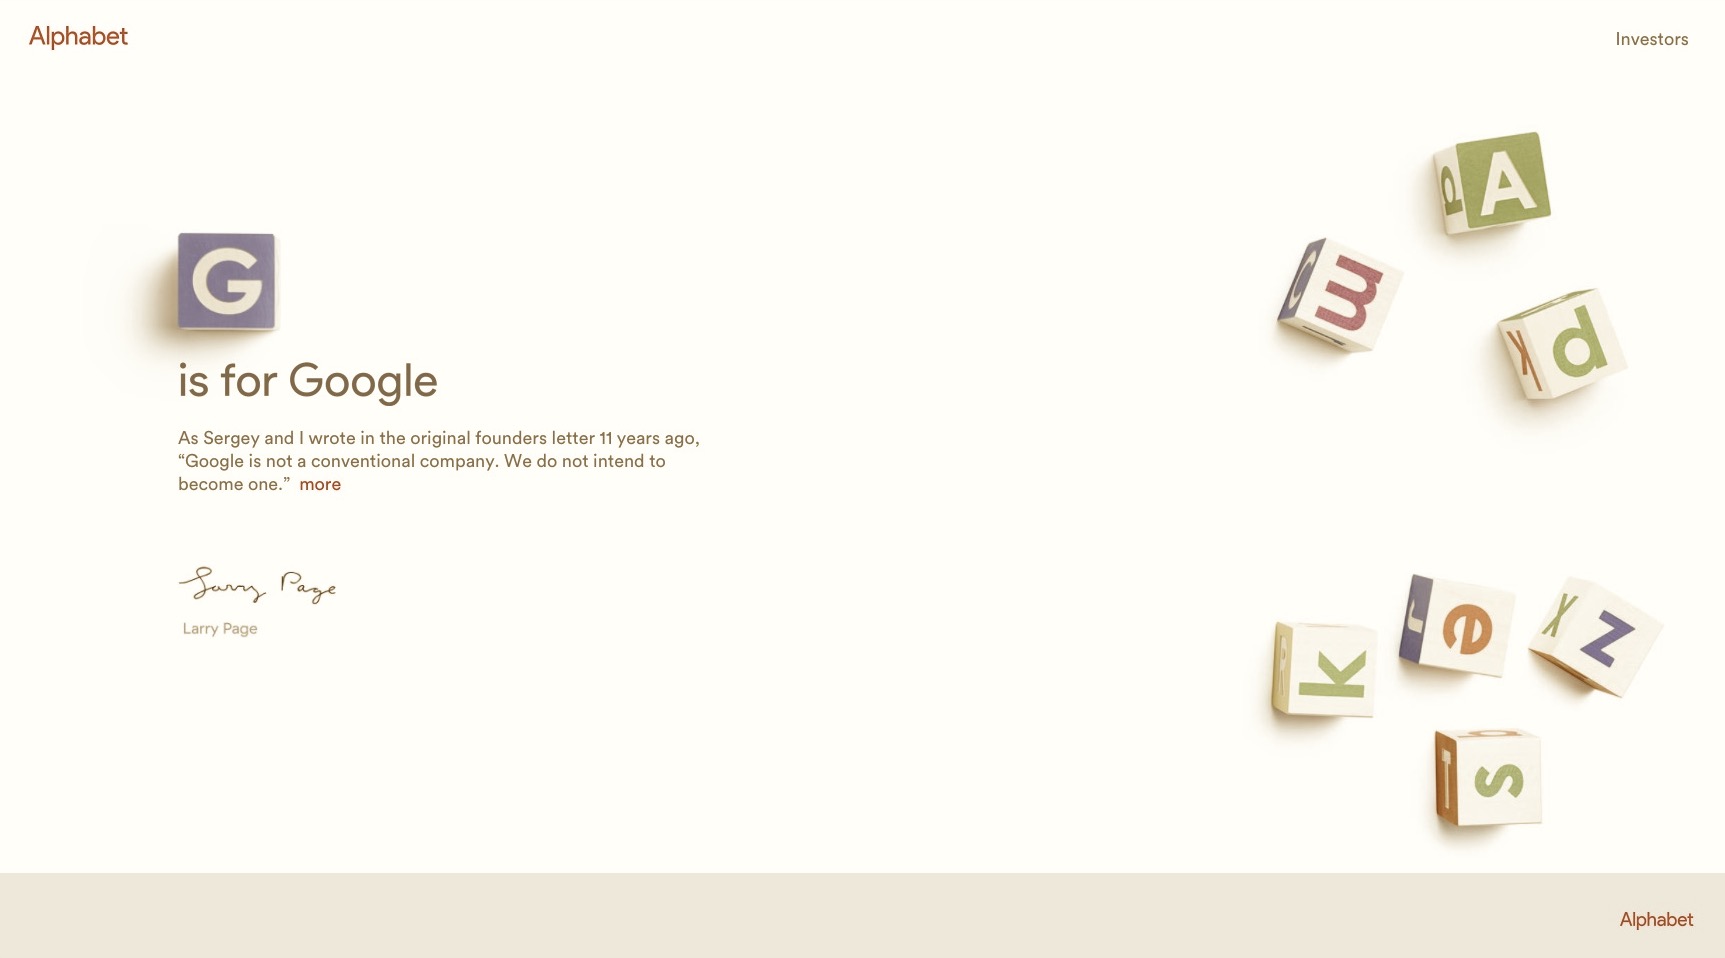 Alphabet
Investors
G
is for Google
As Sergey and I wrote in the original founders letter 11 years ago,
“Google is not a conventional company. We do not intend to
become one.” more
Larry Page
Larry Page
A
m
d
k
e
z
s
Alphabet